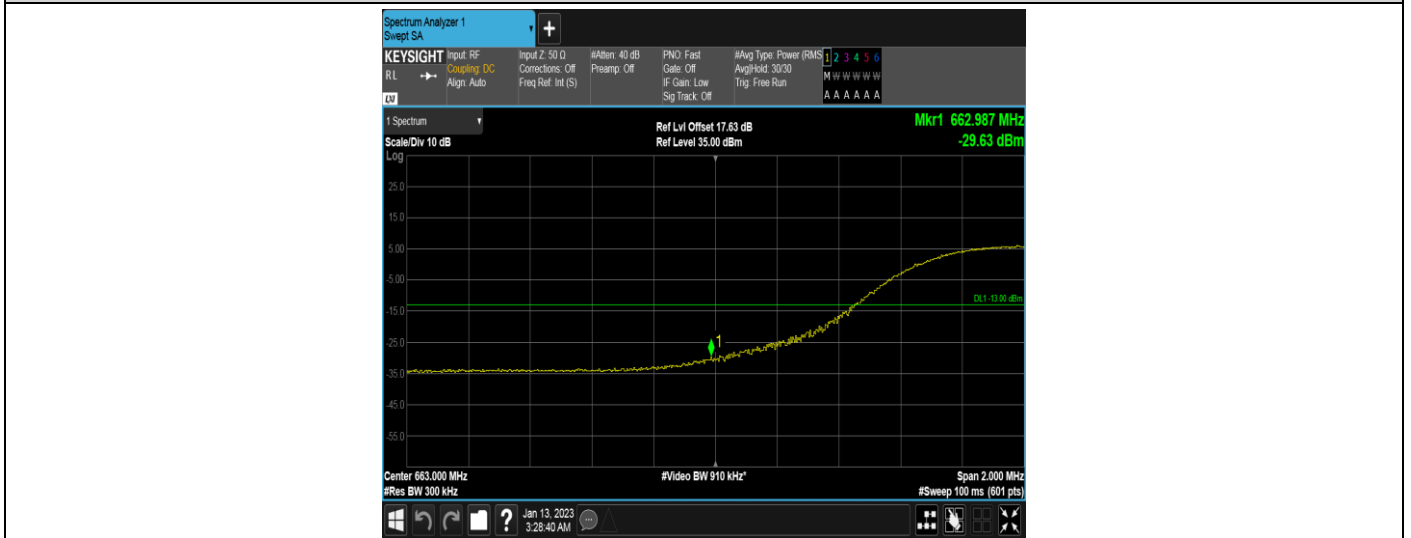 Spectrum Analyzer 1
Swept SA
+
KEYSIGHT Input: RF Input Z: 50 Ω #Atten: 40 dB PNO: Fast #Avg Type: Power (RMS 1 2 3 4 5 6
RL Coupling: DC Corrections: Off Preamp: Off Gate: Off Avg|Hold: 30/30 M W W W W W
Align: Auto Freq Ref: Int (S) IF Gain: Low Trig: Free Run
Sig Track: Off A A A A A A
LXI
1 Spectrum
Scale/Div 10 dB
Ref Lvl Offset 17.63 dB
Ref Level 35.00 dBm
Mkr1 662.987 MHz
-29.63 dBm
Log
25.0
15.0
5.00
-5.00
DL1 -13.00 dBm
-15.0
-25.0
1
-35.0
-45.0
-55.0
Center 663.000 MHz #Video BW 910 kHz* Span 2.000 MHz
#Res BW 300 kHz #Sweep 100 ms (601 pts)
? Jan 13, 2023
3:28:40 AM